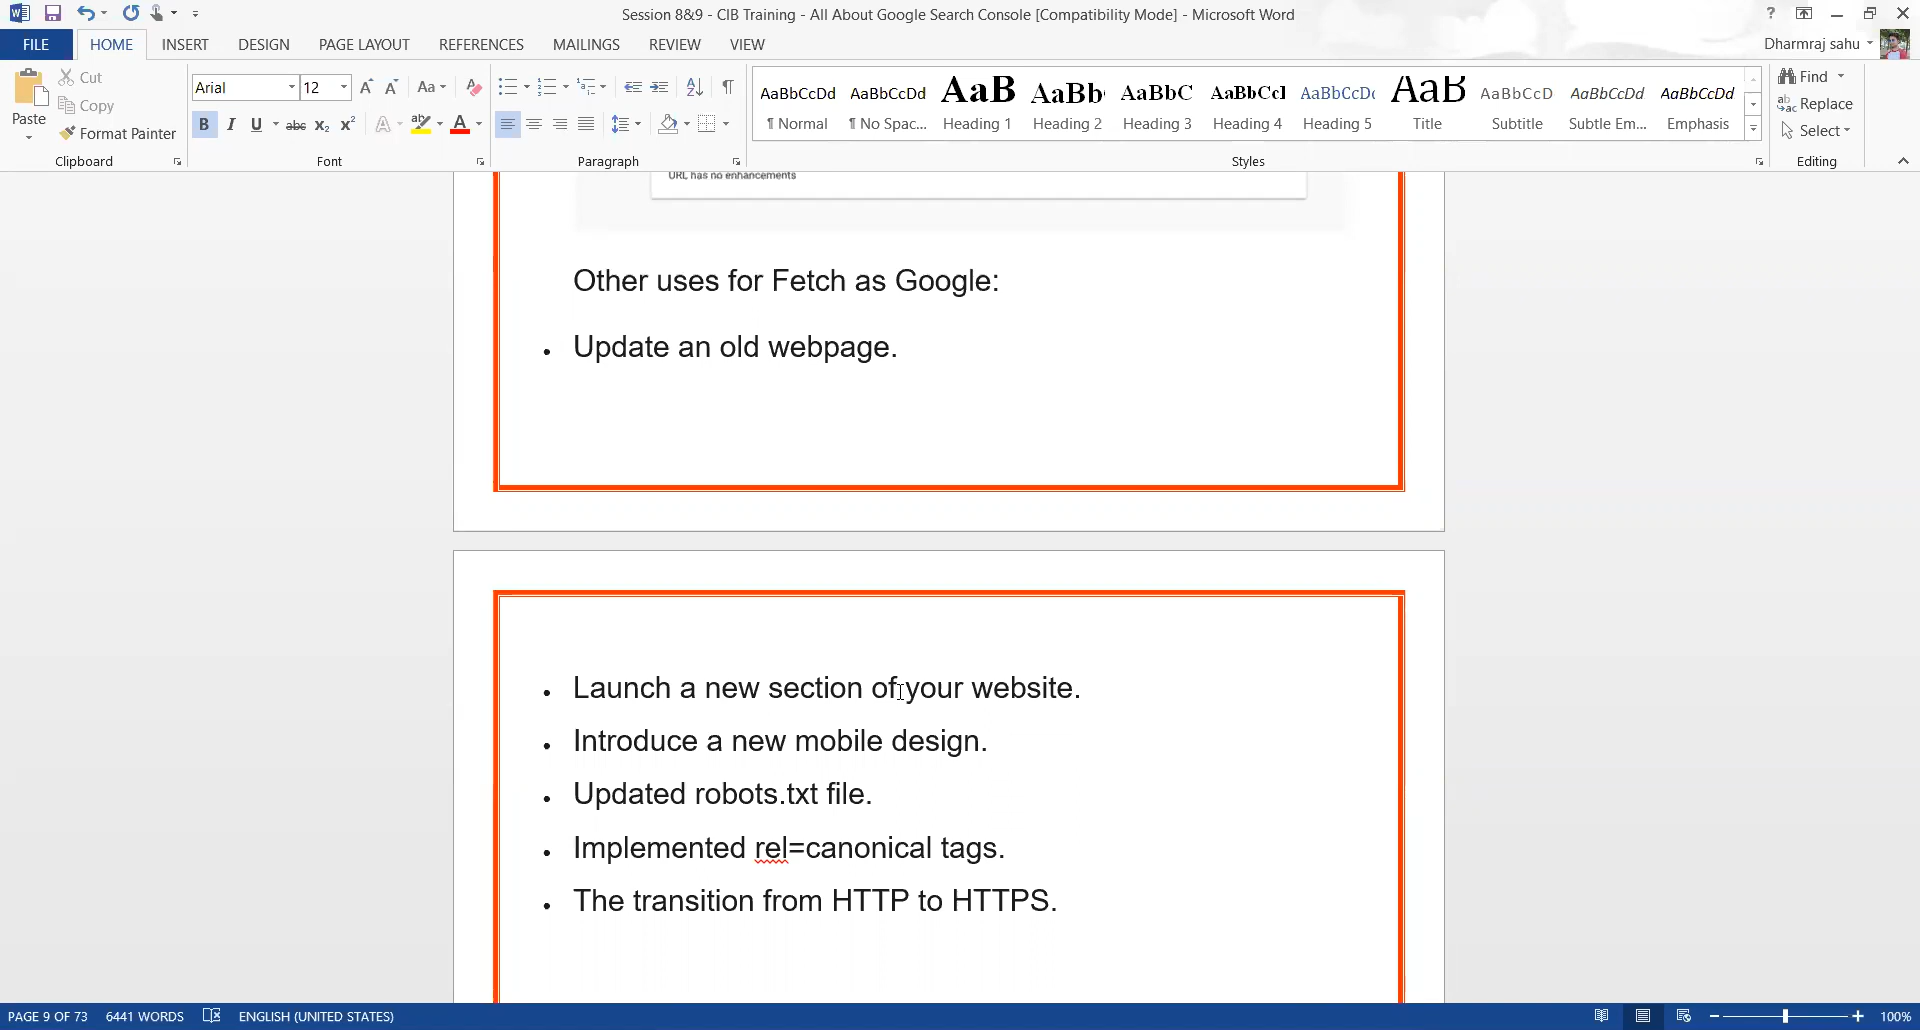 Session 8&9 - CIB Training - All About Google Search Console [Compatibility Mode] - Microsoft Word
?
FILE HOME INSERT DESIGN PAGE LAYOUT REFERENCES MAILINGS REVIEW VIEW
Dharmraj sahu
Paste
Cut
Copy
Format Painter
Clipboard
Arial 12
Aa
B I U abc X₂ X² A A
Font
Paragraph
AaBbCcDd AaBbCcDd AaB AaBb( AaBbC AaBbCcI AaBbCcDc AaB AaBbCcD AaBbCcDd AaBbCcDd
¶ Normal ¶ No Spac... Heading 1 Heading 2 Heading 3 Heading 4 Heading 5 Title Subtitle Subtle Em... Emphasis
Styles
Find
Replace
Select
Editing
URL has no enhancements
Other uses for Fetch as Google:
• Update an old webpage.
• Launch a new section of your website.
• Introduce a new mobile design.
• Updated robots.txt file.
• Implemented rel=canonical tags.
• The transition from HTTP to HTTPS.
PAGE 9 OF 73 6441 WORDS ENGLISH (UNITED STATES) 100%